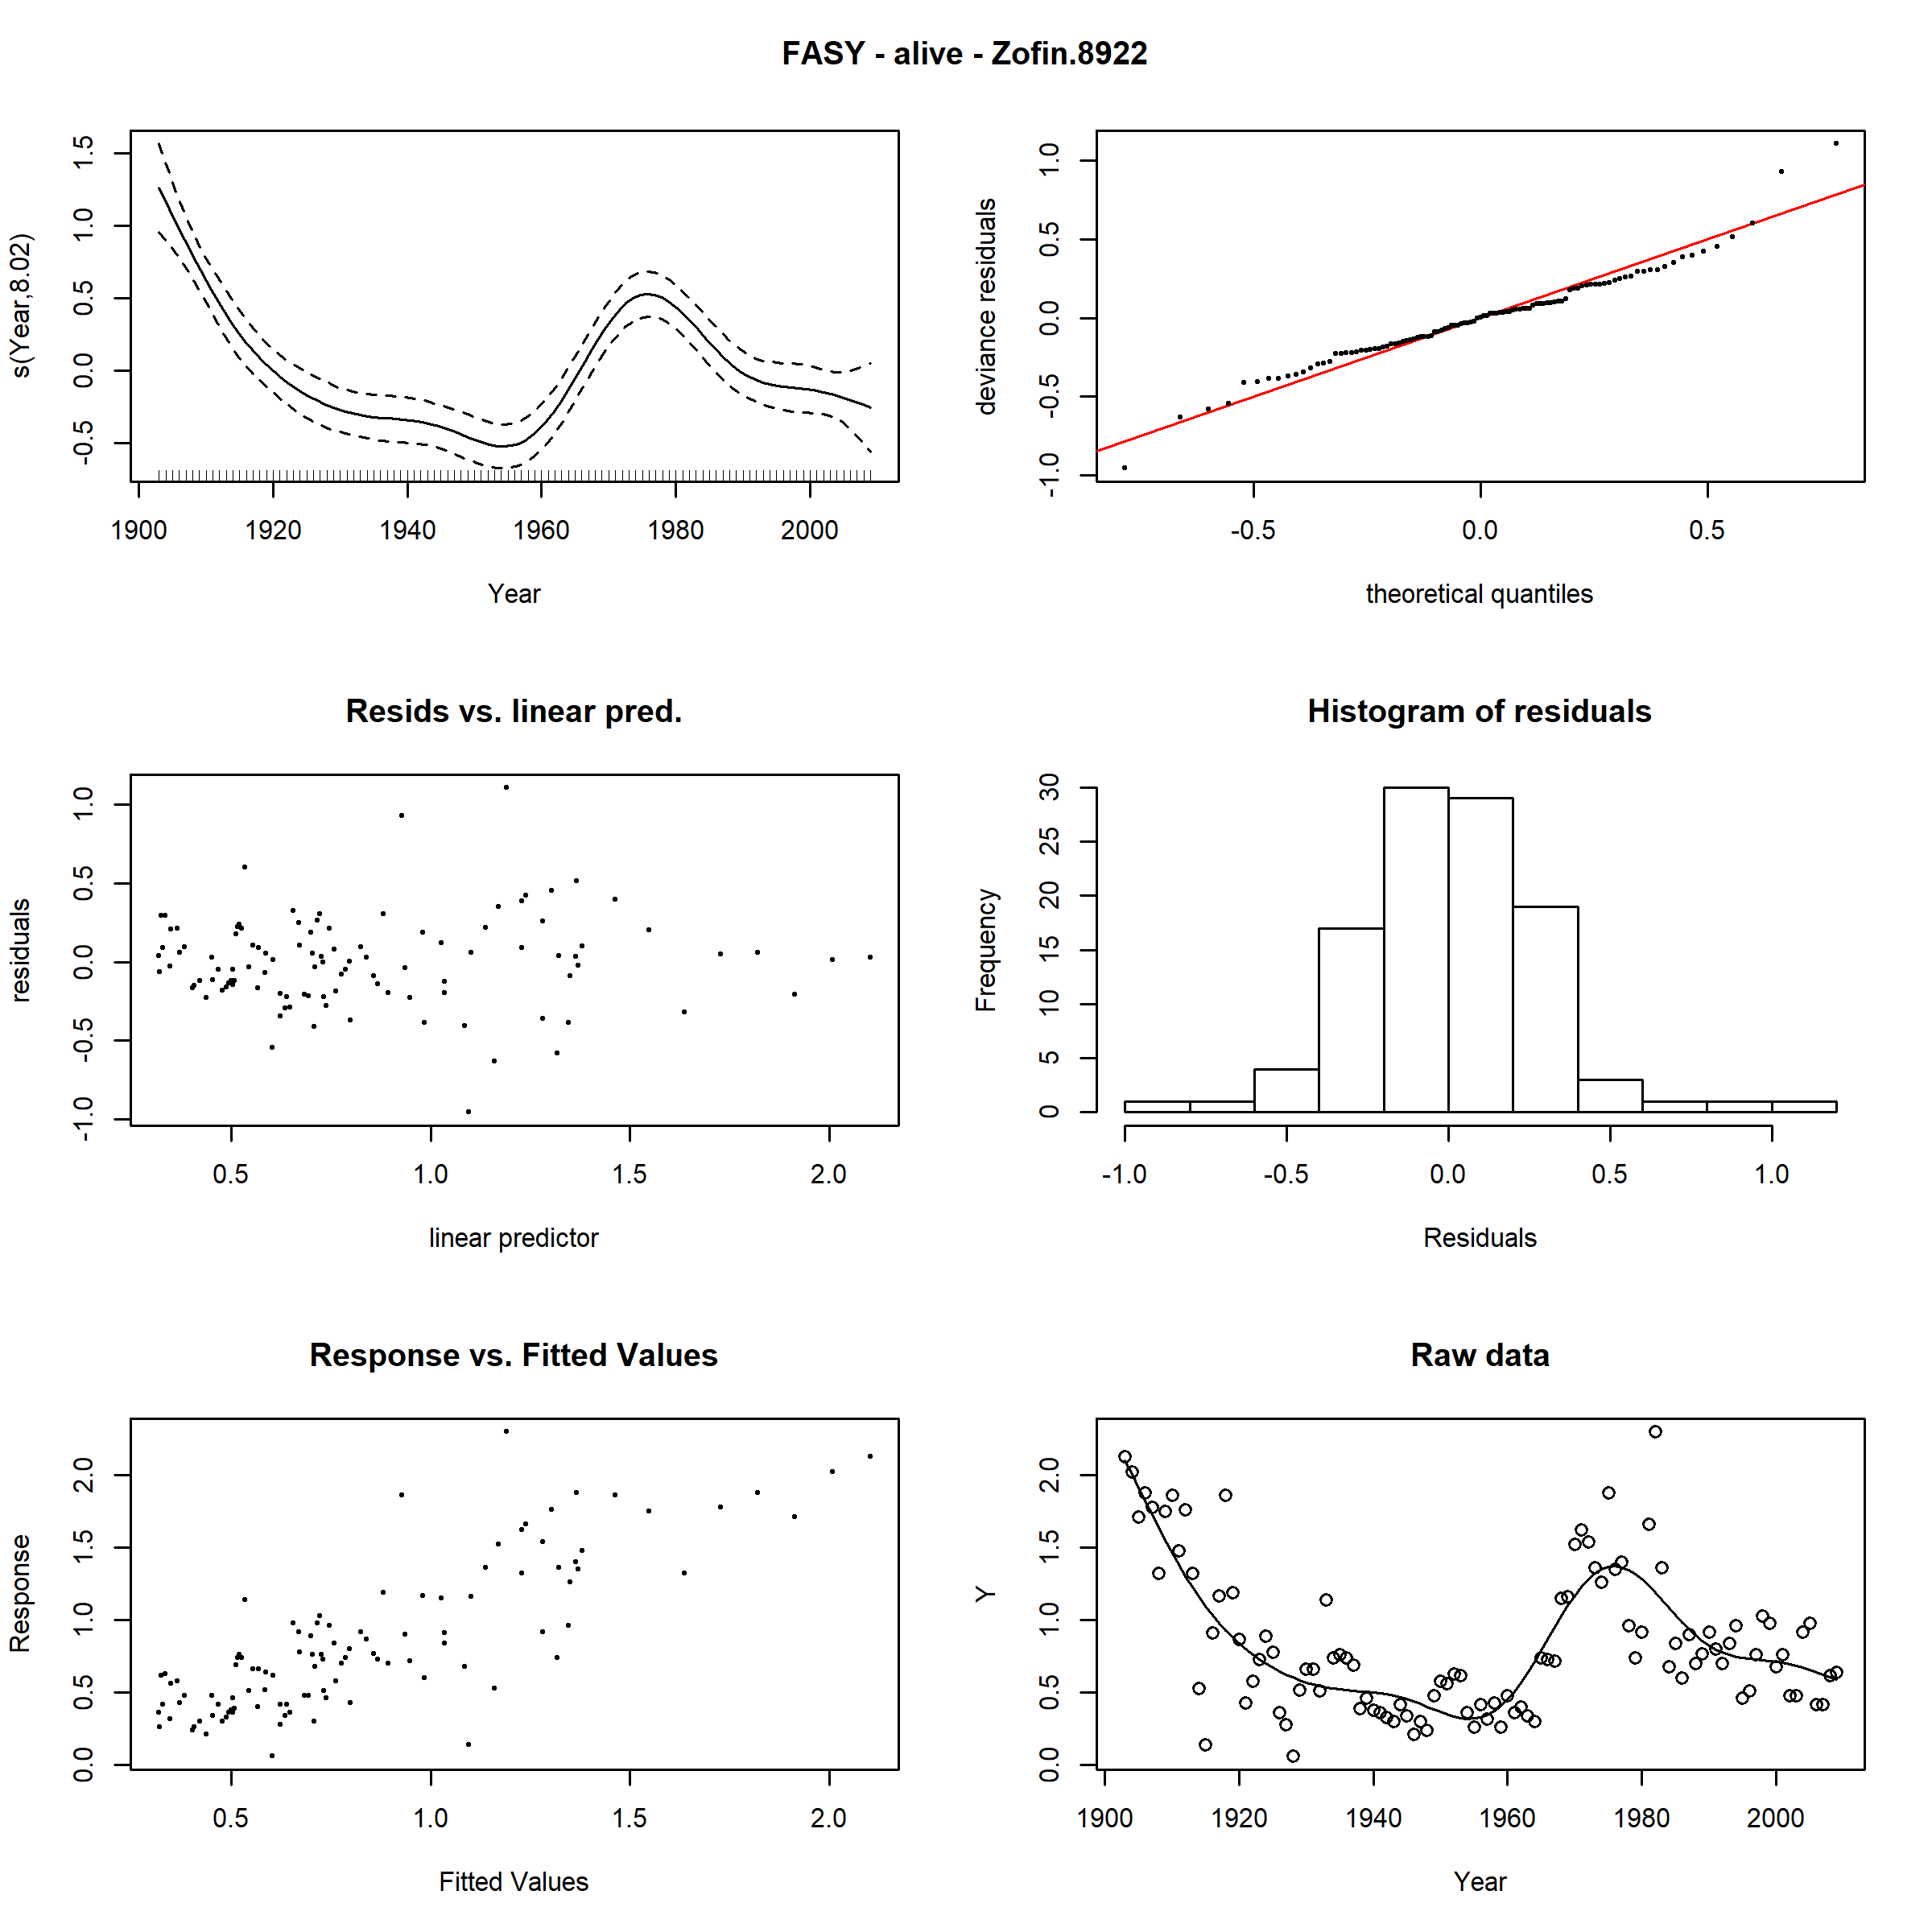 FASY - alive - Zofin.8922
s(Year,8.02)
-0.5 0.0 0.5 1.0 1.5
1900 1920 1940 1960 1980 2000
Year
deviance residuals
-1.0 -0.5 0.0 0.5 1.0
-0.5 0.0 0.5
theoretical quantiles
Resids vs. linear pred.
residuals
-1.0 -0.5 0.0 0.5 1.0
0.5 1.0 1.5 2.0
linear predictor
Histogram of residuals
Frequency
0 5 10 15 20 25 30
-1.0 -0.5 0.0 0.5 1.0
Residuals
Response vs. Fitted Values
Response
0.0 0.5 1.0 1.5 2.0
0.5 1.0 1.5 2.0
Fitted Values
Raw data
Y
0.0 0.5 1.0 1.5 2.0
1900 1920 1940 1960 1980 2000
Year